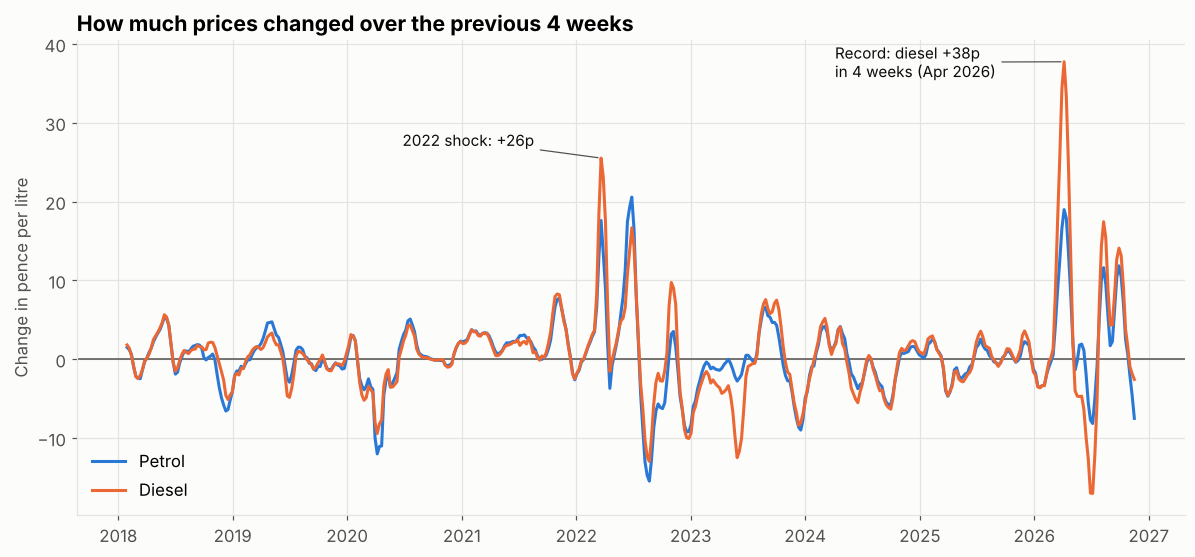 How much prices changed over the previous 4 weeks
40
30
20
10
0
−10
Change in pence per litre
Record: diesel +38p
in 4 weeks (Apr 2026)
2022 shock: +26p
Petrol
Diesel
2018
2019
2020
2021
2022
2023
2024
2025
2026
2027